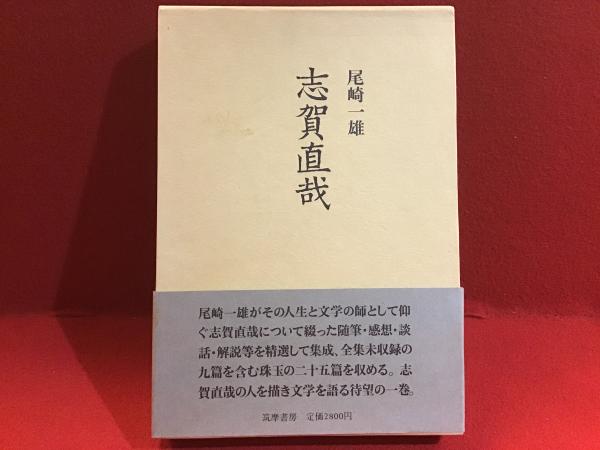 尾崎一雄
志賀直哉
尾崎一雄がその人生と文学の師として仰
ぐ志賀直哉について綴った随筆・感想・談
話・解説等を精選して集成、全集未収録の
九篇を含む珠玉の二十五篇を収める。志
賀直哉の人を描き文学を語る待望の一巻。
筑摩書房 定価2800円